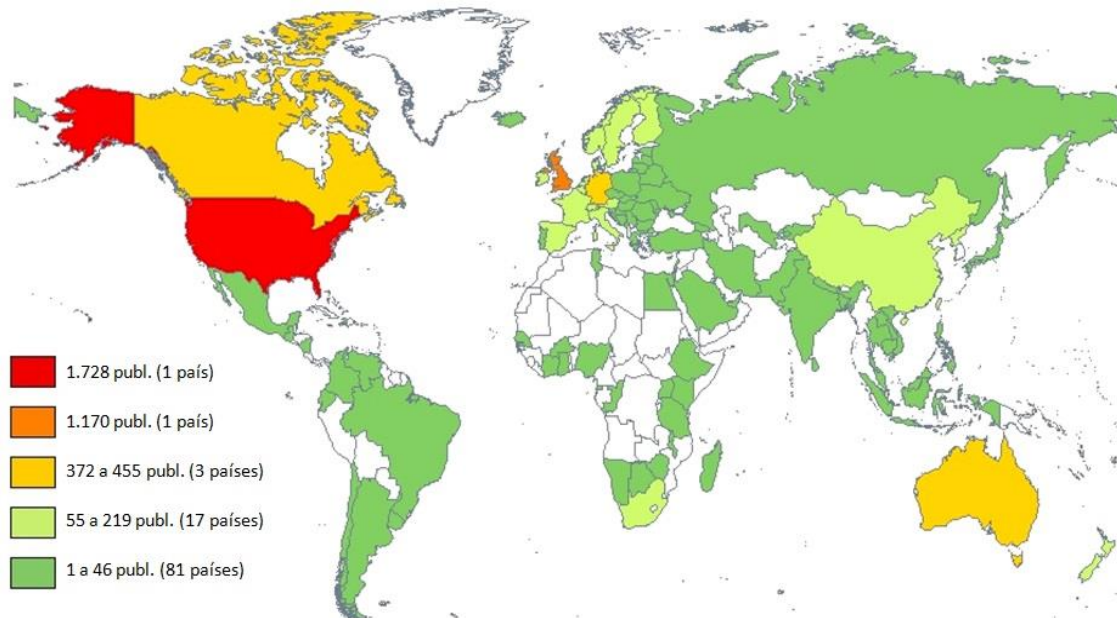 1.728 publ. (1 país)
1.170 publ. (1 país)
372 a 455 publ. (3 países)
55 a 219 publ. (17 países)
1 a 46 publ. (81 países)